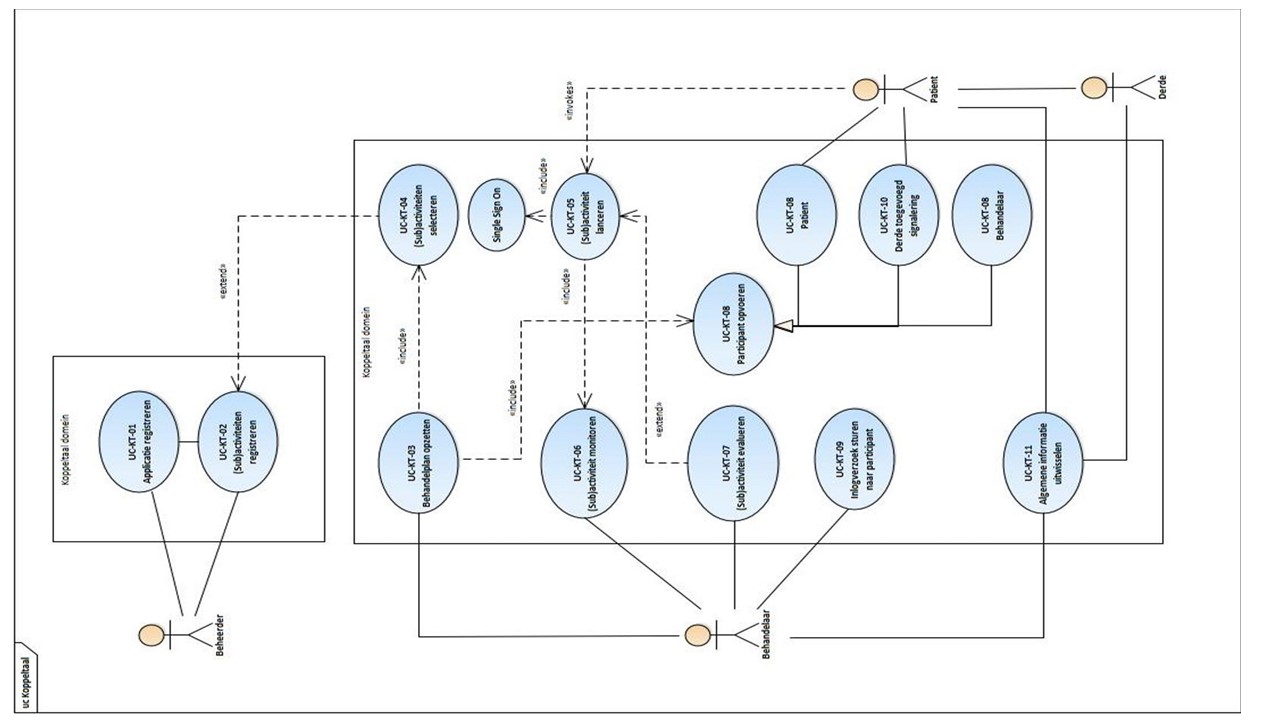 uc Koppeltaal
Koppeltaal domein
UC-KT-01
Applicatie registreren
Beheerder
UC-KT-02
(Sub)activiteiten
registreren
«extend»
Koppeltaal domein
UC-KT-03
Behandelplan opzetten
«include»
UC-KT-04
(Sub)activiteiten
selecteren
Single Sign On
«include»
«include»
«include»
UC-KT-05
(Sub)activiteit
lanceren
«invokes»
UC-KT-06
(Sub)activiteit monitoren
«extend»
UC-KT-07
(Sub)activiteit evalueren
UC-KT-08
Participant opvoeren
Behandelaar
UC-KT-08
Patient
UC-KT-09
Inlogverzoek sturen
naar participant
UC-KT-10
Derde toegevoegd
signalering
Patient
UC-KT-08
Behandelaar
UC-KT-11
Algemene informatie
uitwisselen
Derde